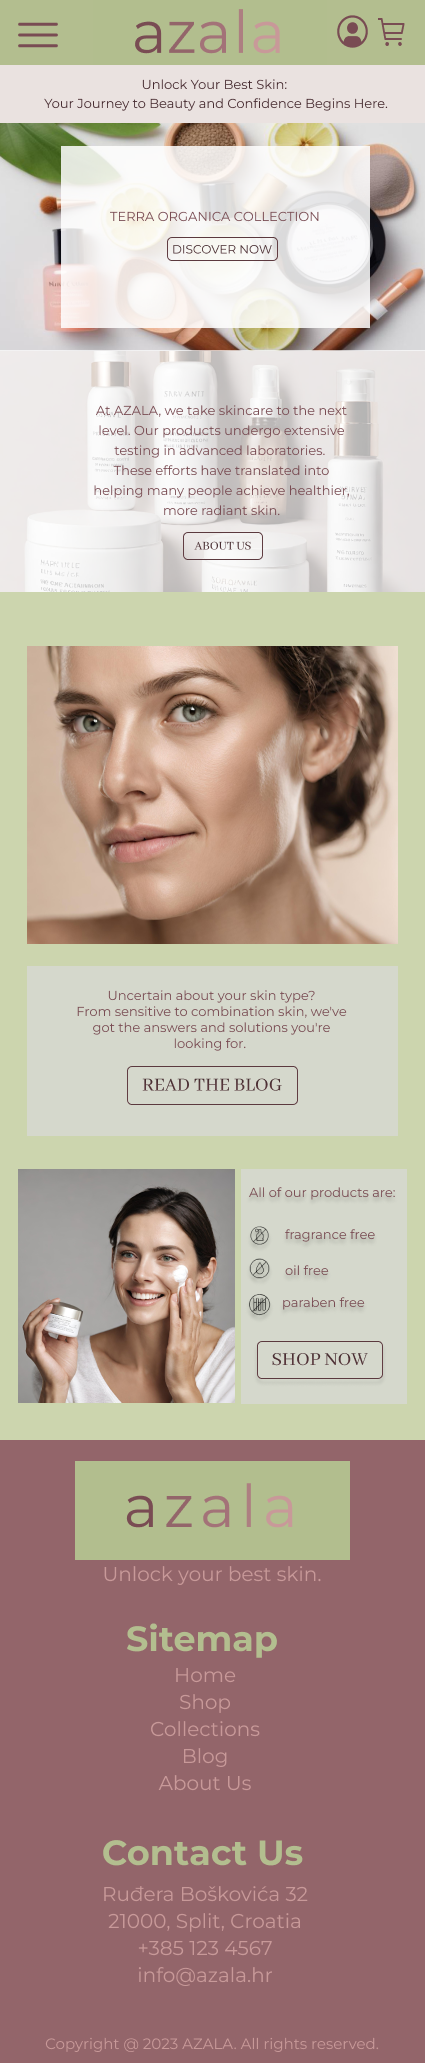 azala
Unlock Your Best Skin:
Your Journey to Beauty and Confidence Begins Here.
TERRA ORGANICA COLLECTION
DISCOVER NOW
At AZALA, we take skincare to the next
level. Our products undergo extensive
testing in advanced laboratories.
These efforts have translated into
helping many people achieve healthier,
more radiant skin.
ABOUT US
Uncertain about your skin type?
From sensitive to combination skin, we've
got the answers and solutions you're
looking for.
READ THE BLOG
All of our products are:
fragrance free
oil free
paraben free
SHOP NOW
azala
Unlock your best skin.
Sitemap
Home
Shop
Collections
Blog
About Us
Contact Us
Ruđera Boškovića 32
21000, Split, Croatia
+385 123 4567
info@azala.hr
Copyright @ 2023 AZALA. All rights reserved.